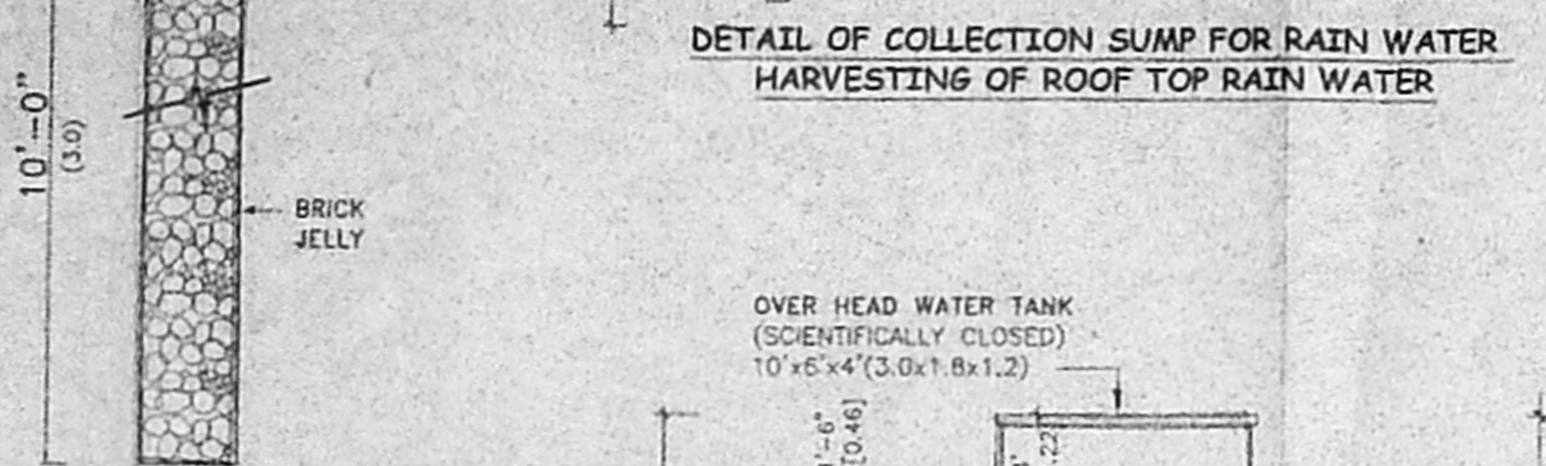 DETAIL OF COLLECTION SUMP FOR RAIN WATER
HARVESTING OF ROOF TOP RAIN WATER
10'-0"
(3.0)
BRICK
JELLY
OVER HEAD WATER TANK
(SCIENTIFICALLY CLOSED)
10'x6'x4'(3.0x1.8x1.2)
[0.46]